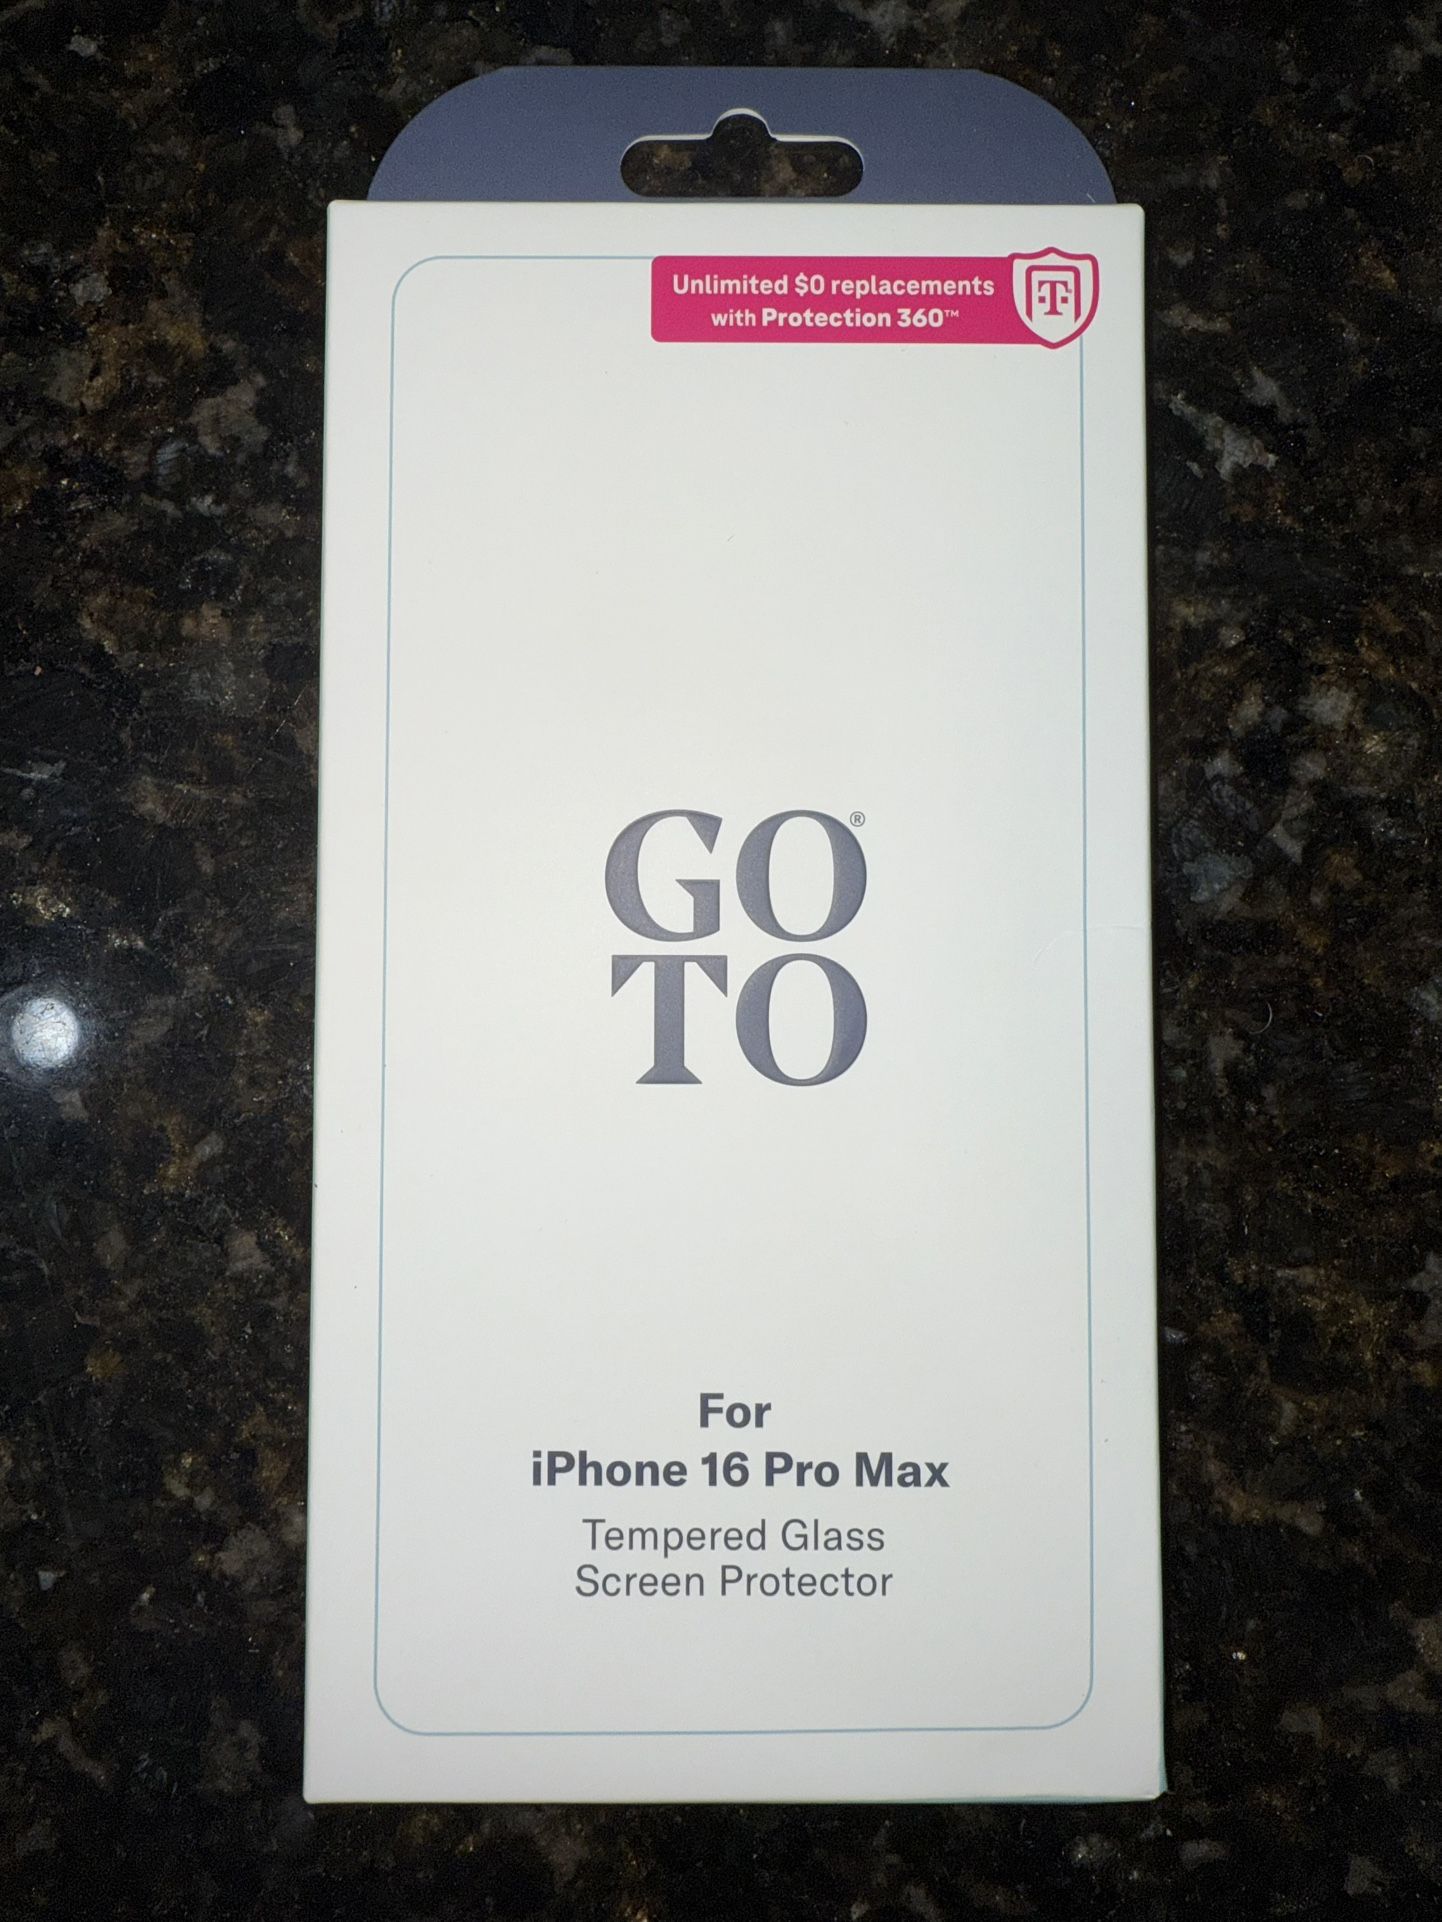 Unlimited $0 replacements
with Protection 360™
T
GO®
TO
For
iPhone 16 Pro Max
Tempered Glass
Screen Protector